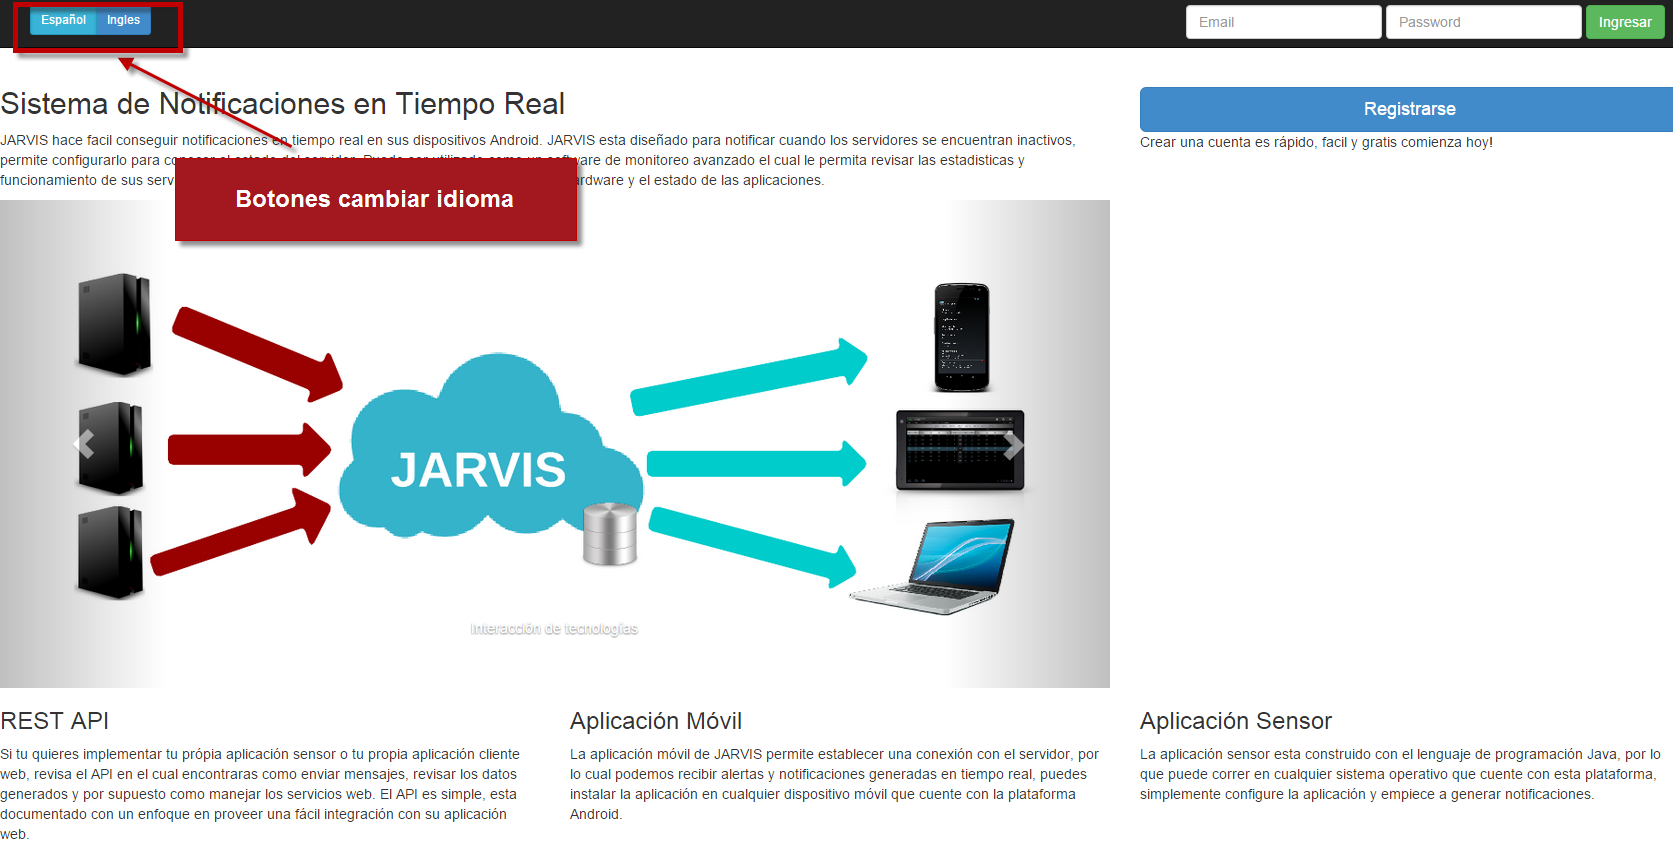 Español Ingles
Email
Password
Ingresar
Sistema de Notificaciones en Tiempo Real
JARVIS hace facil conseguir notificaciones en tiempo real en sus dispositivos Android. JARVIS esta diseñado para notificar cuando los servidores se encuentran inactivos,
permite configurarlo para software de monitoreo avanzado el cual le permita revisar las estadisticas y
funcionamiento de sus y el estado de las aplicaciones.
Botones cambiar idioma
Registrarse
Crear una cuenta es rápido, facil y gratis comienza hoy!
JARVIS
Interacción de tecnologías
REST API
Si tu quieres implementar tu própia aplicación sensor o tu propia aplicación cliente
web, revisa el API en el cual encontraras como enviar mensajes, revisar los datos
generados y por supuesto como manejar los servicios web. El API es simple, esta
documentado con un enfoque en proveer una fácil integración con su aplicación
web.
Aplicación Móvil
La aplicación móvil de JARVIS permite establecer una conexión con el servidor, por
lo cual podemos recibir alertas y notificaciones generadas en tiempo real, puedes
instalar la aplicación en cualquier dispositivo móvil que cuente con la plataforma
Android.
Aplicación Sensor
La aplicación sensor esta construido con el lenguaje de programación Java, por lo
que puede correr en cualquier sistema operativo que cuente con esta plataforma,
simplemente configure la aplicación y empiece a generar notificaciones.